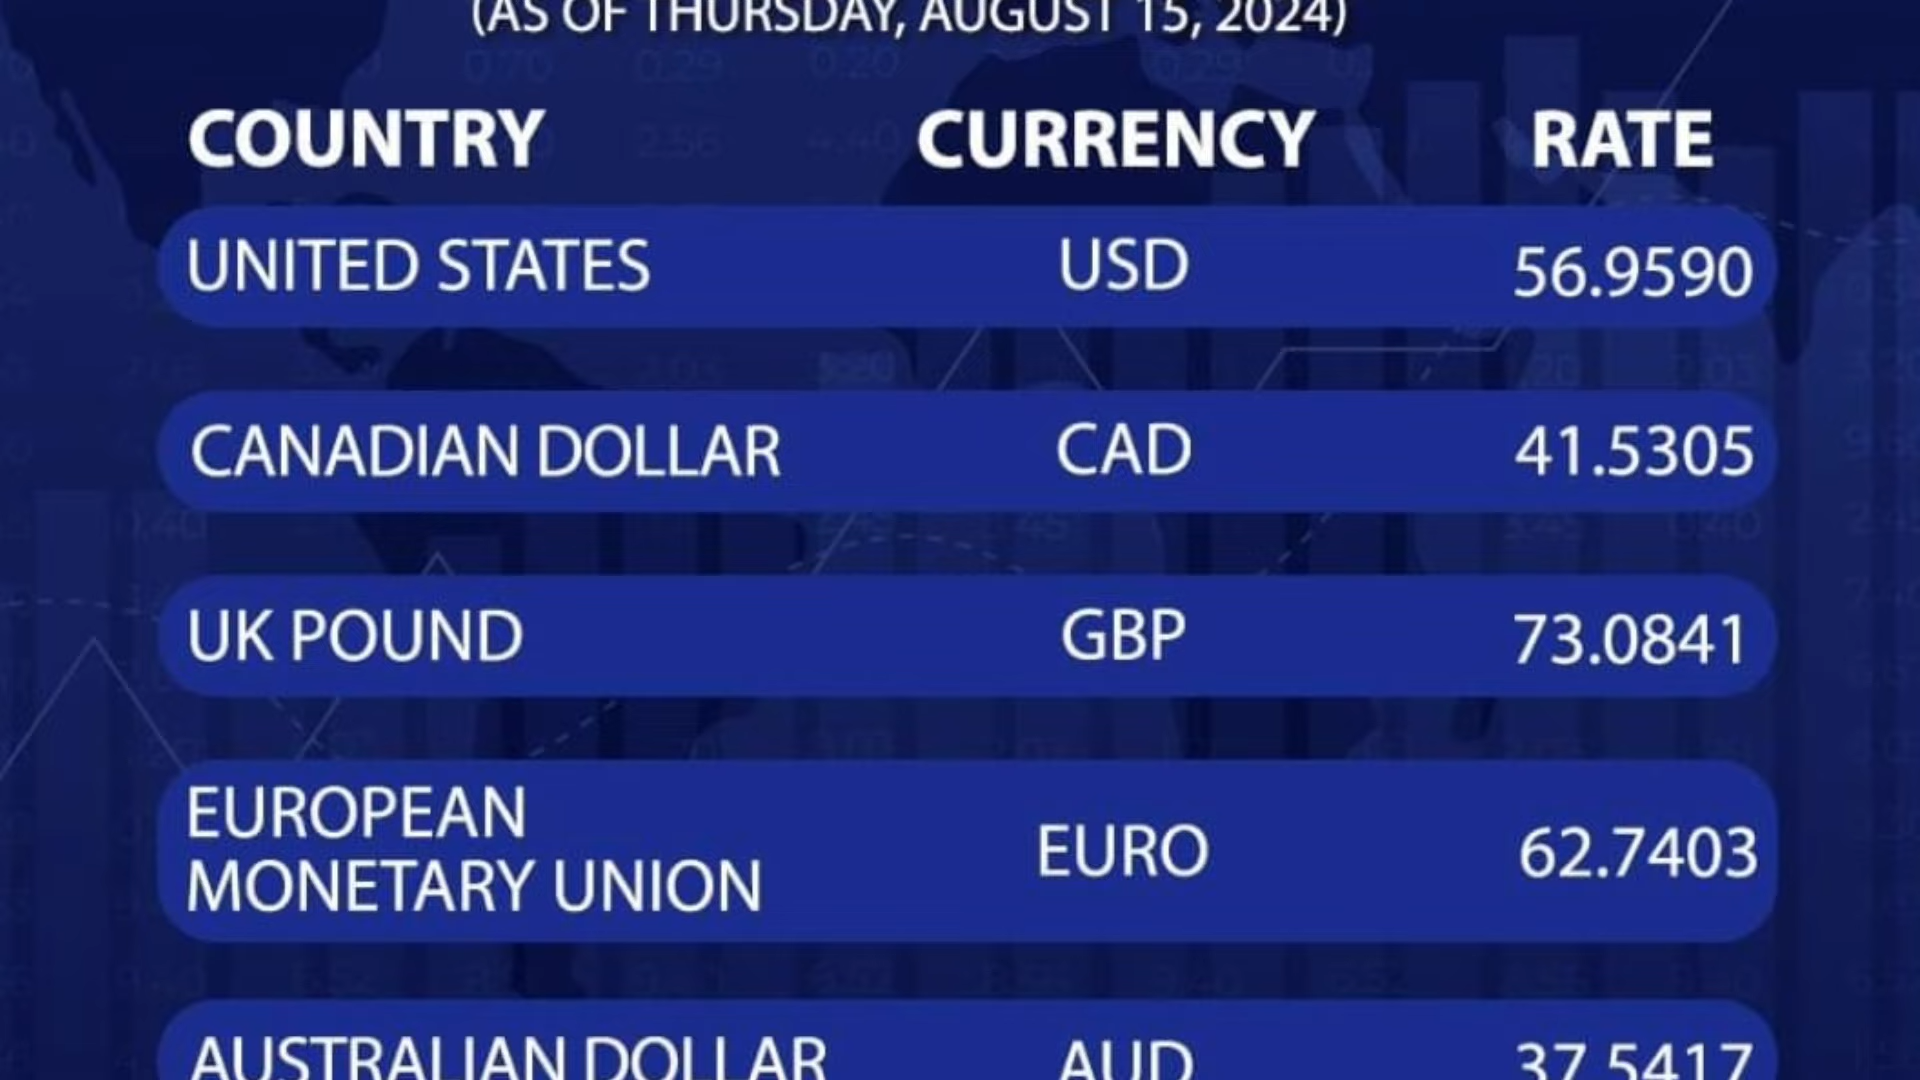 (AS OF THURSDAY, AUGUST 15, 2024)
COUNTRY CURRENCY RATE
UNITED STATES USD 56.9590
CANADIAN DOLLAR CAD 41.5305
UK POUND GBP 73.0841
EUROPEAN
MONETARY UNION EURO 62.7403
AUSTRALIAN DOLLAR AUD 37.5417